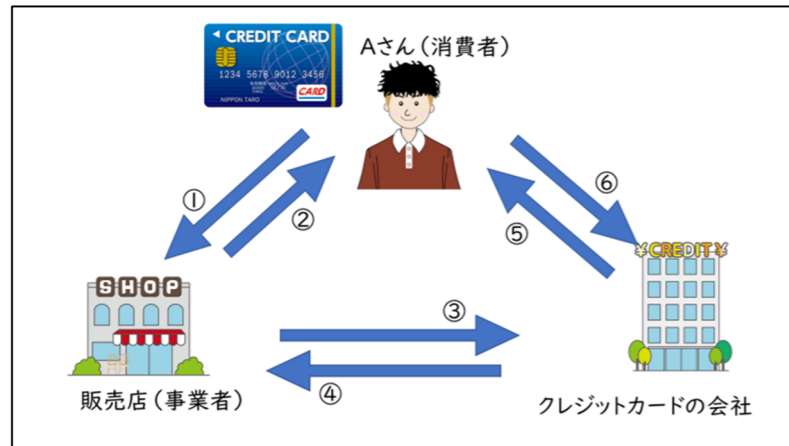 CREDIT CARD
1234 5678 9012 3456
NIPPON TARO
CARD
Aさん(消費者)
①
②
⑥
⑤
SHOP
¥CREDIT¥
③
④
販売店(事業者)
クレジットカードの会社